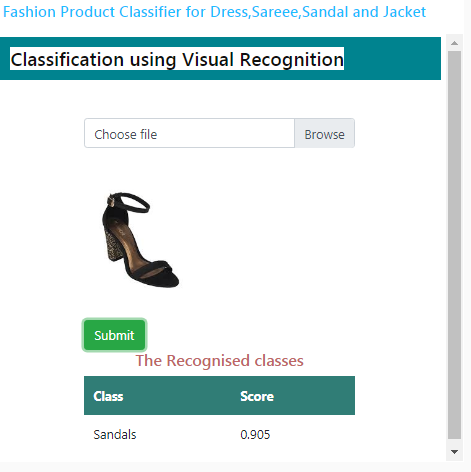 Fashion Product Classifier for Dress,Sareee,Sandal and Jacket
Classification using Visual Recognition
Choose file Browse
Submit
The Recognised classes
Class Score
Sandals 0.905